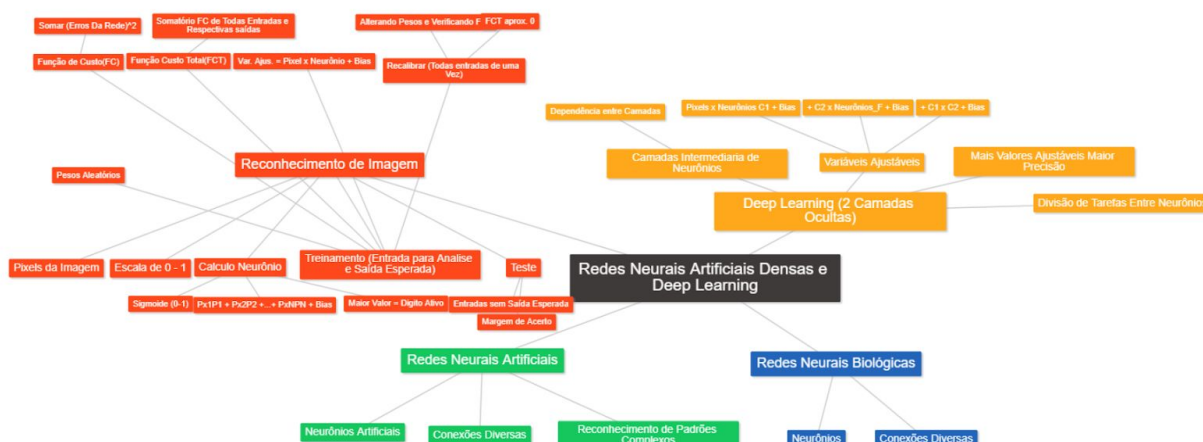 Somar (Erros Da Rede)^2
Somatório FC de Todas Entradas e
Respectivas saídas
Alterando Pesos e Verificando F
FCT aprox. 0
Função de Custo(FC)
Função Custo Total(FCT)
Var. Ajus. = Pixel x Neurônio + Bias
Recalibrar (Todas entradas de uma
Vez)
Dependência entre Camadas
Pixels x Neurônios C1 + Bias
+ C2 x Neurônios_F + Bias
+ C1 x C2 + Bias
Reconhecimento de Imagem
Camadas Intermediaria de
Neurônios
Variáveis Ajustáveis
Mais Valores Ajustáveis Maior
Precisão
Pesos Aleatórios
Deep Learning (2 Camadas
Ocultas)
Divisão de Tarefas Entre Neurônios
Pixels da Imagem
Escala de 0 - 1
Calculo Neurônio
Treinamento (Entrada para Analise
e Saída Esperada)
Teste
Redes Neurais Artificiais Densas e
Deep Learning
Sigmoide (0-1)
Px1P1 + Px2P2 +...+ PxNPN + Bias
Maior Valor = Digito Ativo
Entradas sem Saída Esperada
Margem de Acerto
Redes Neurais Artificiais
Redes Neurais Biológicas
Neurônios Artificiais
Conexões Diversas
Reconhecimento de Padrões
Complexos
Neurônios
Conexões Diversas